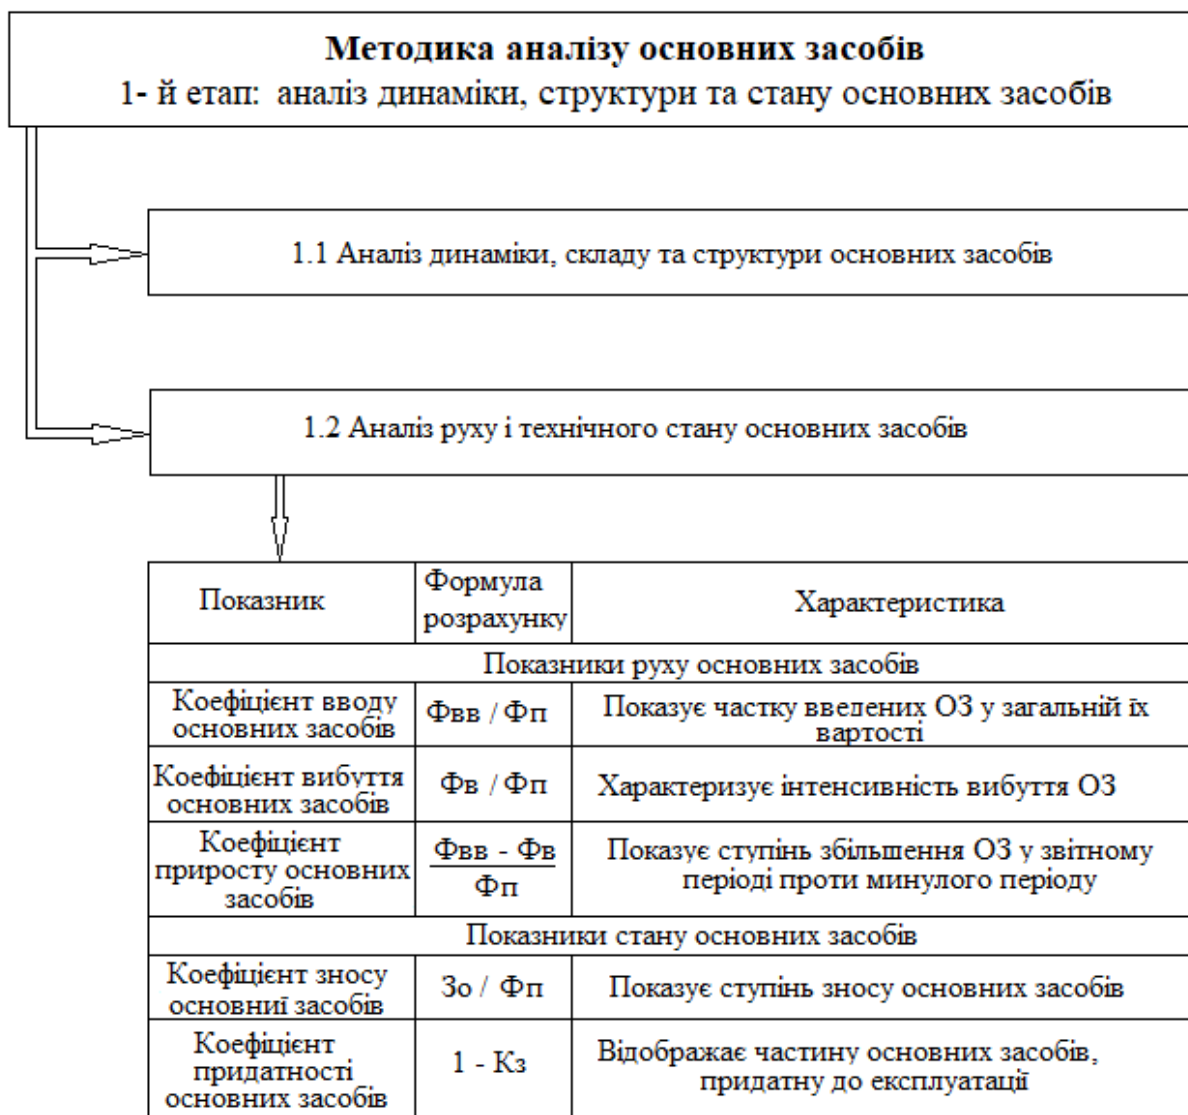 Методика аналізу основних засобів
1- й етап: аналіз динаміки, структури та стану основних засобів
1.1 Аналіз динаміки, складу та структури основних засобів
1.2 Аналіз руху і технічного стану основних засобів
Показник
Формула
розрахунку
Характеристика
Показники руху основних засобів
Коефіцієнт вводу
основних засобів
Фвв / Фп
Показує частку введених ОЗ у загальній їх
вартості
Коефіцієнт вибуття
основних засобів
Фв / Фп
Характеризує інтенсивність вибуття ОЗ
Коефіцієнт
приросту основних
засобів
Фвв - Фв
Фп
Показує ступінь збільшення ОЗ у звітному
періоді проти минулого періоду
Показники стану основних засобів
Коефіцієнт зносу
основниї засобів
Зо / Фп
Показує ступінь зносу основних засобів
Коефіцієнт
придатності
основних засобів
1 - Кз
Відображає частину основних засобів,
придатну до експлуатації